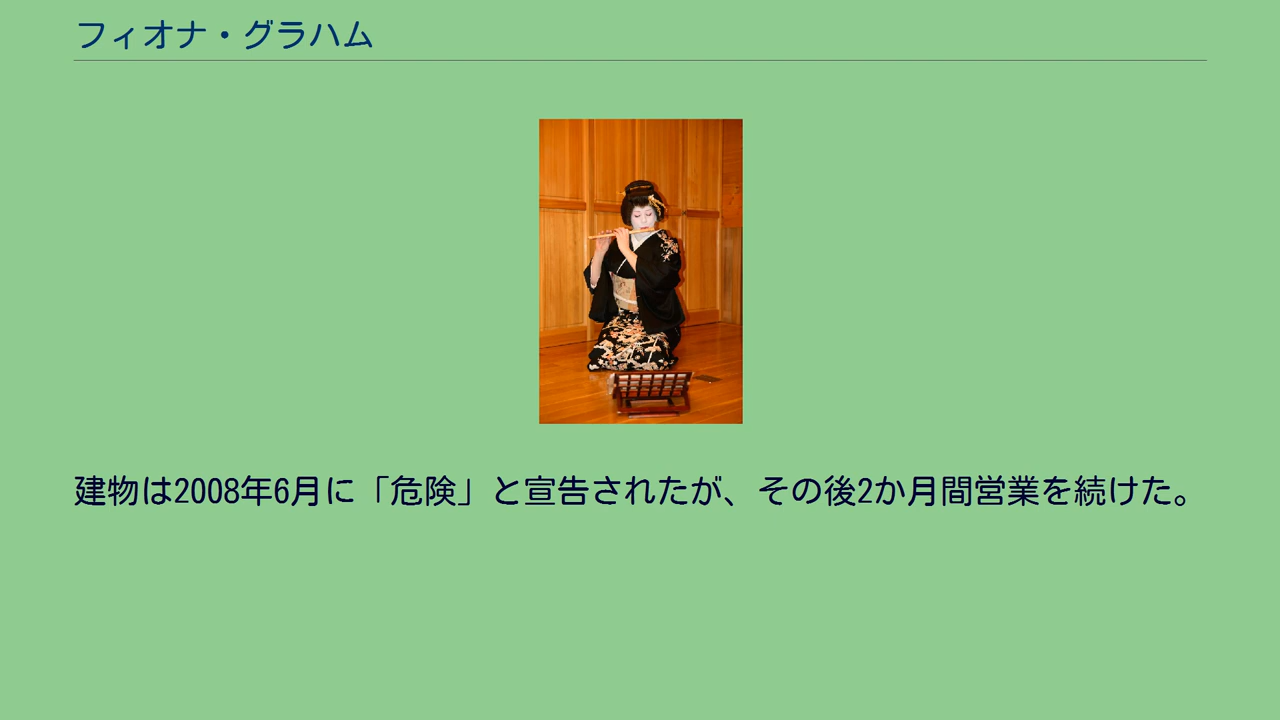 フィオナ・グラハム
建物は2008年6月に「危険」と宣告されたが、その後2か月間営業を続けた。